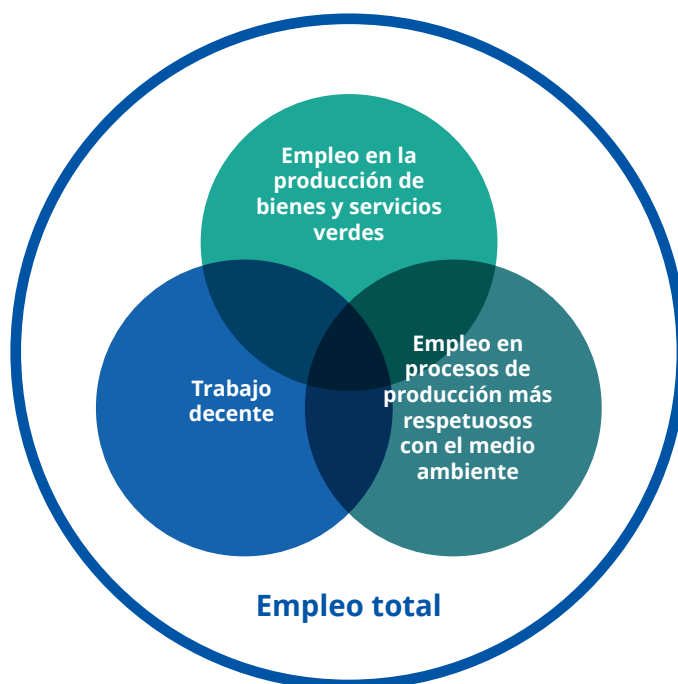 Empleo en la
producción de
bienes y servicios
verdes
Trabajo
decente
Empleo en
procesos de
producción más
respetuosos
con el medio
ambiente
Empleo total